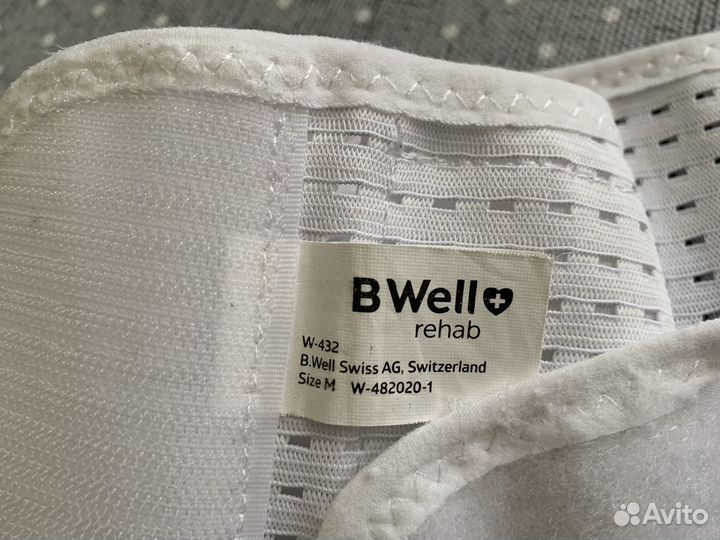 B Well
rehab
W-432
B.Well Swiss AG, Switzerland
Size M W-482020-1
Avito